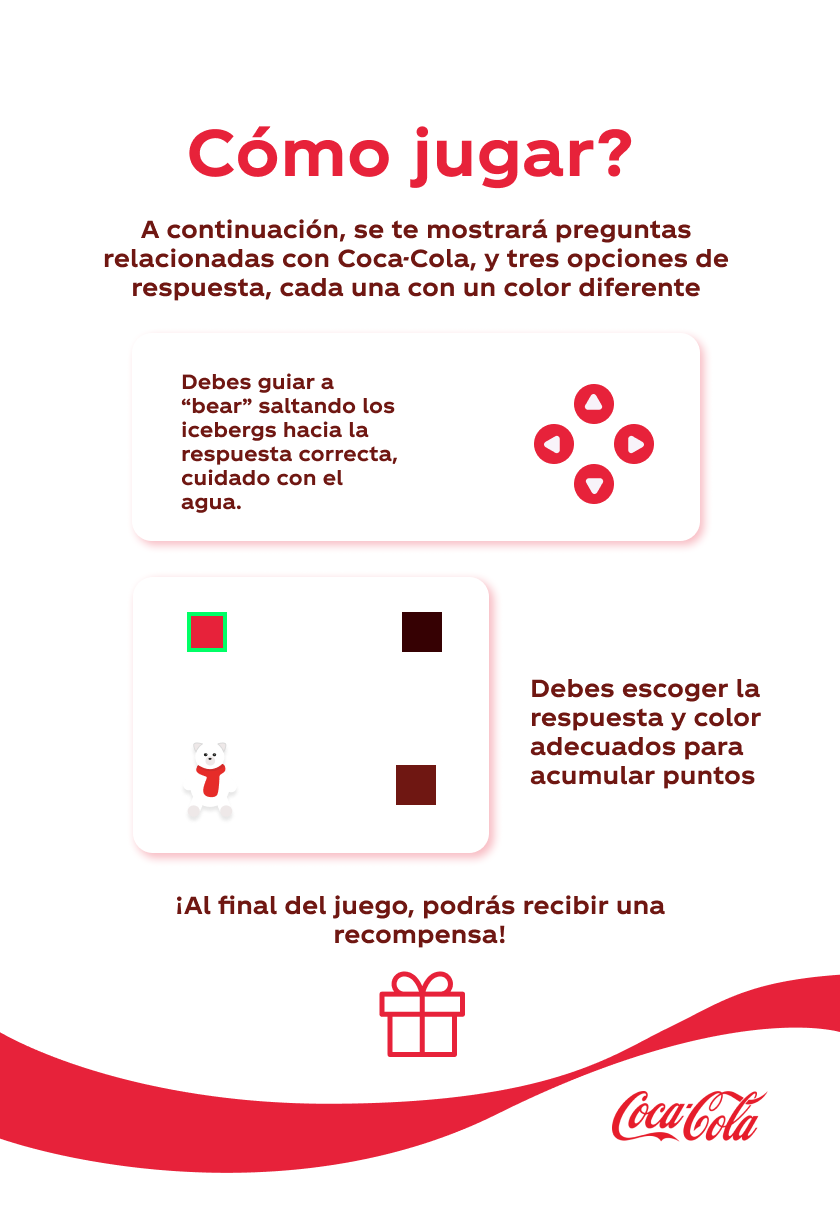 Cómo jugar?
A continuación, se te mostrará preguntas
relacionadas con Coca-Cola, y tres opciones de
respuesta, cada una con un color diferente
Debes guiar a
“bear” saltando los
icebergs hacia la
respuesta correcta,
cuidado con el
agua.
Debes escoger la
respuesta y color
adecuados para
acumular puntos
¡Al final del juego, podrás recibir una
recompensa!
Coca-Cola